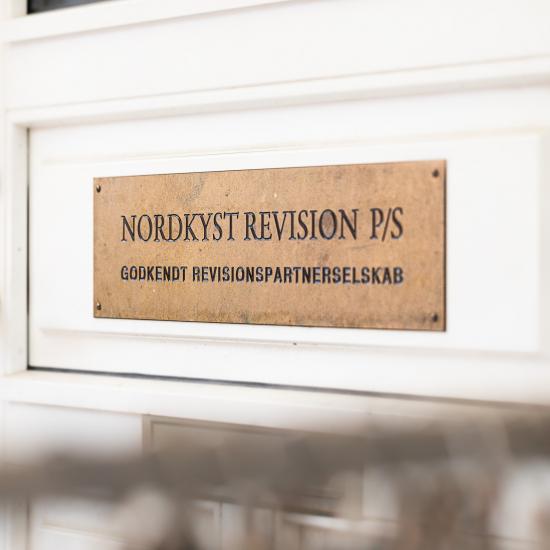 NORDKYST REVISION P/S
GODKENDT REVISIONSPARTNERSELSKAB